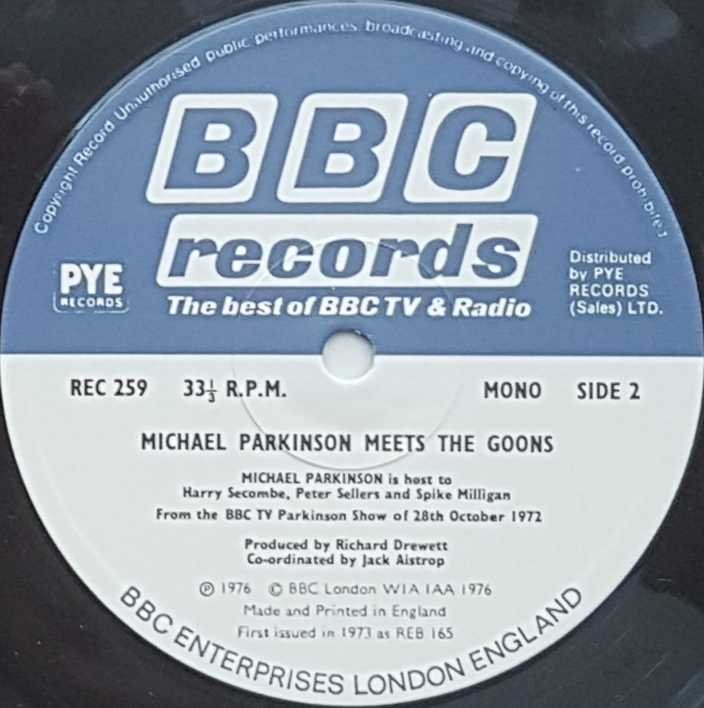 Copyright Record Unauthorised public performances, broadcasting and copying of this record prohibited
BBC
records
The best of BBC TV & Radio
PYE
RECORDS
Distributed
by PYE
RECORDS
(Sales) LTD.
REC 259 33⅓ R.P.M. MONO SIDE 2
MICHAEL PARKINSON MEETS THE GOONS
MICHAEL PARKINSON is host to
Harry Secombe, Peter Sellers and Spike Milligan
From the BBC TV Parkinson Show of 28th October 1972
Produced by Richard Drewett
Co-ordinated by Jack Aistrop
℗ 1976 © BBC London W1A 1AA 1976
Made and Printed in England
First issued in 1973 as REB 165
BBC ENTERPRISES LONDON ENGLAND